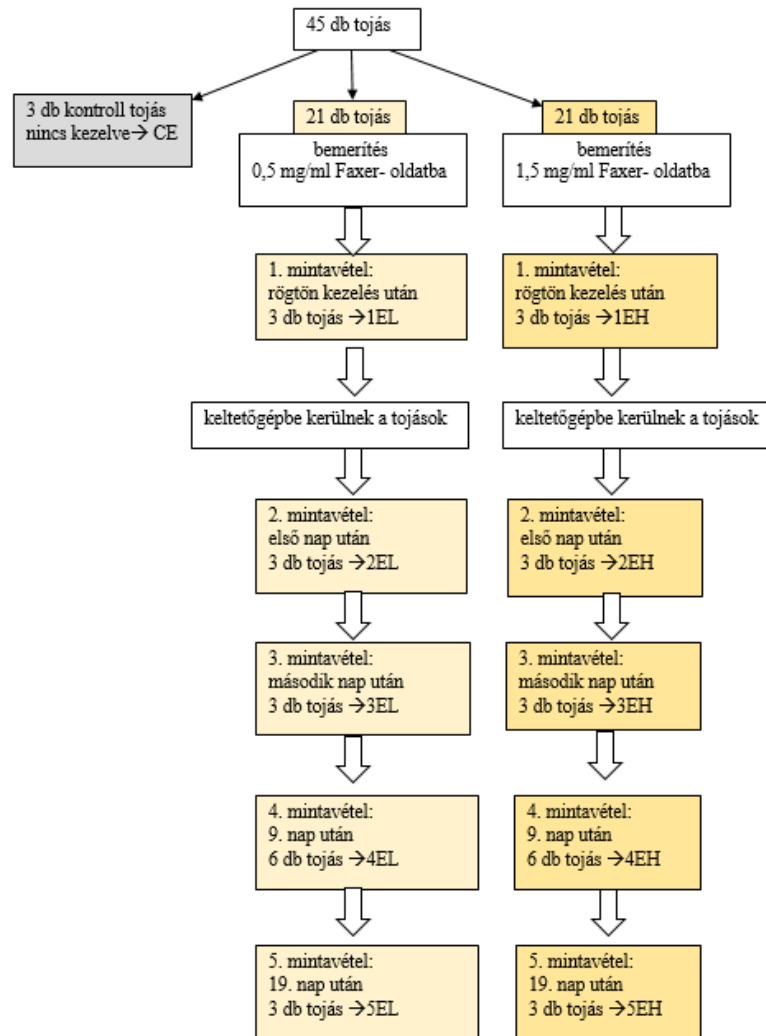 45 db tojás
3 db kontroll tojás
nincs kezelve→ CE
21 db tojás
bemerítés
0,5 mg/ml Faxer- oldatba
21 db tojás
bemerítés
1,5 mg/ml Faxer- oldatba
1. mintavétel:
rögtön kezelés után
3 db tojás →1EL
1. mintavétel:
rögtön kezelés után
3 db tojás →1EH
keltetőgépbe kerülnek a tojások
keltetőgépbe kerülnek a tojások
2. mintavétel:
első nap után
3 db tojás →2EL
2. mintavétel:
első nap után
3 db tojás →2EH
3. mintavétel:
második nap után
3 db tojás →3EL
3. mintavétel:
második nap után
3 db tojás →3EH
4. mintavétel:
9. nap után
6 db tojás →4EL
4. mintavétel:
9. nap után
6 db tojás →4EH
5. mintavétel:
19. nap után
3 db tojás →5EL
5. mintavétel:
19. nap után
3 db tojás →5EH